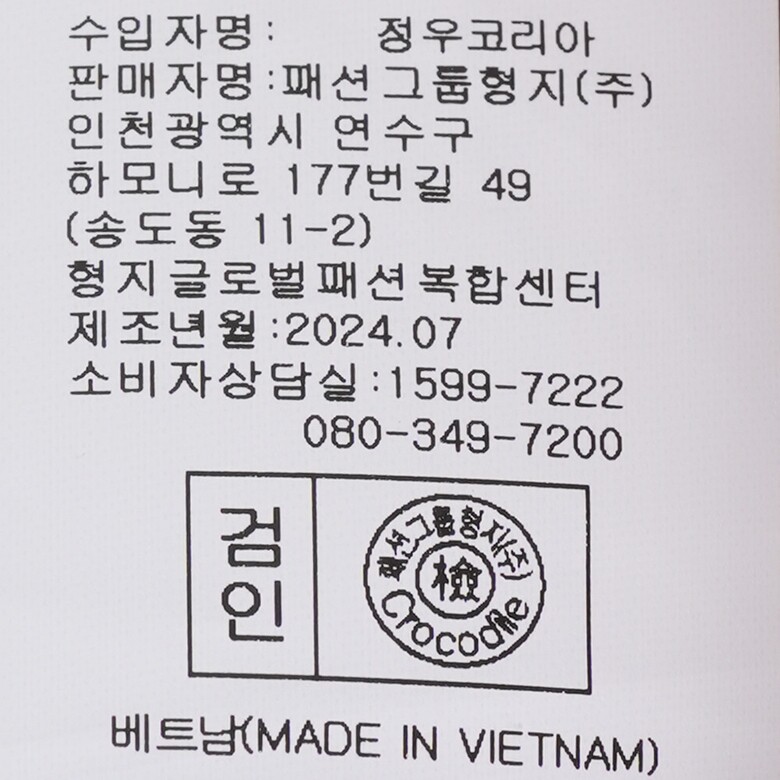 수입자명: 정우코리아
판매자명:패션그룹형지(주)
인천광역시 연수구
하모니로 177번길 49
(송도동 11-2)
형지글로벌패션복합센터
제조년월:2024.07
소비자상담실:1599-7222
080-349-7200
검인
패션그룹형지(주)
檢
Crocodile
베트남(MADE IN VIETNAM)